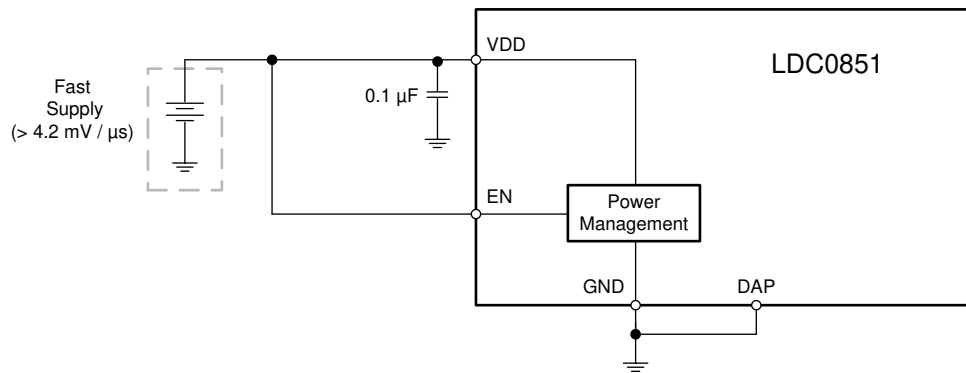 VDD
LDC0851
Fast
Supply
(> 4.2 mV / µs)
0.1 µF
EN
Power
Management
GND
DAP